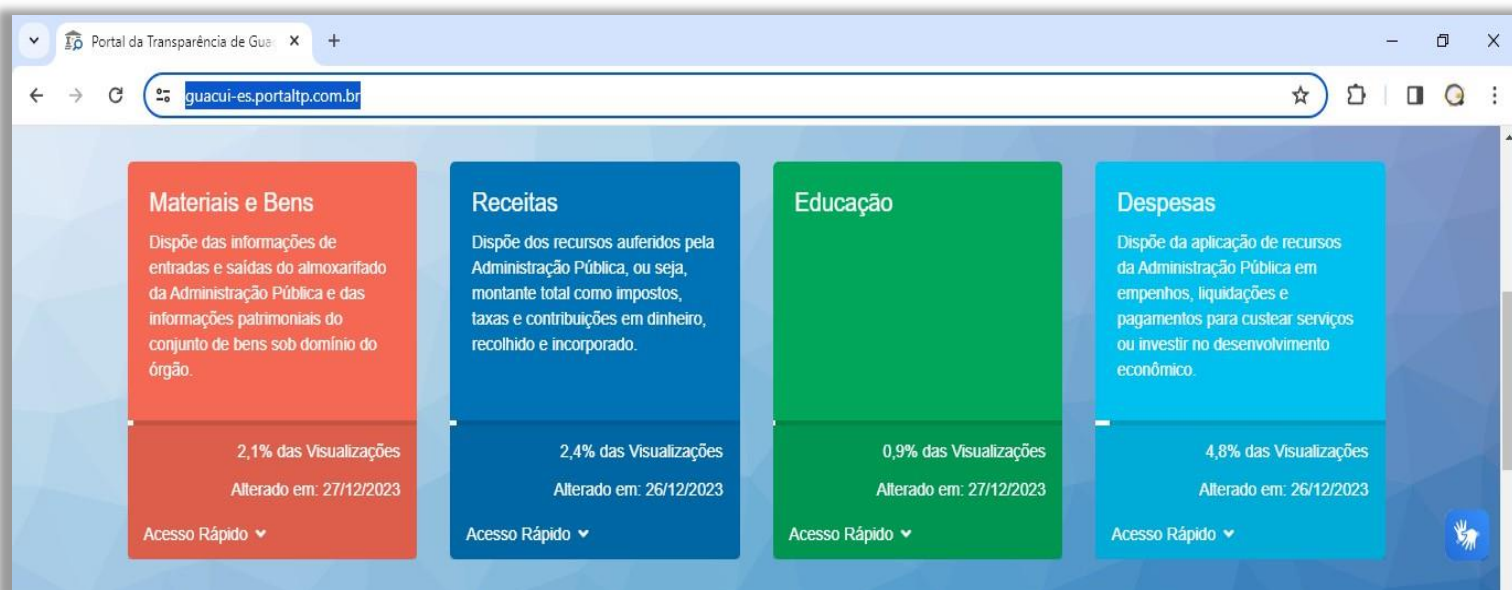 Portal da Transparência de Gua
guacui-es.portaltp.com.br
Materiais e Bens
Dispõe das informações de
entradas e saídas do almoxarifado
da Administração Pública e das
informações patrimoniais do
conjunto de bens sob domínio do
órgão.
2,1% das Visualizações
Alterado em: 27/12/2023
Acesso Rápido
Receitas
Dispõe dos recursos auferidos pela
Administração Pública, ou seja,
montante total como impostos,
taxas e contribuições em dinheiro,
recolhido e incorporado.
2,4% das Visualizações
Alterado em: 26/12/2023
Acesso Rápido
Educação
0,9% das Visualizações
Alterado em: 27/12/2023
Acesso Rápido
Despesas
Dispõe da aplicação de recursos
da Administração Pública em
empenhos, liquidações e
pagamentos para custear serviços
ou investir no desenvolvimento
econômico.
4,8% das Visualizações
Alterado em: 26/12/2023
Acesso Rápido